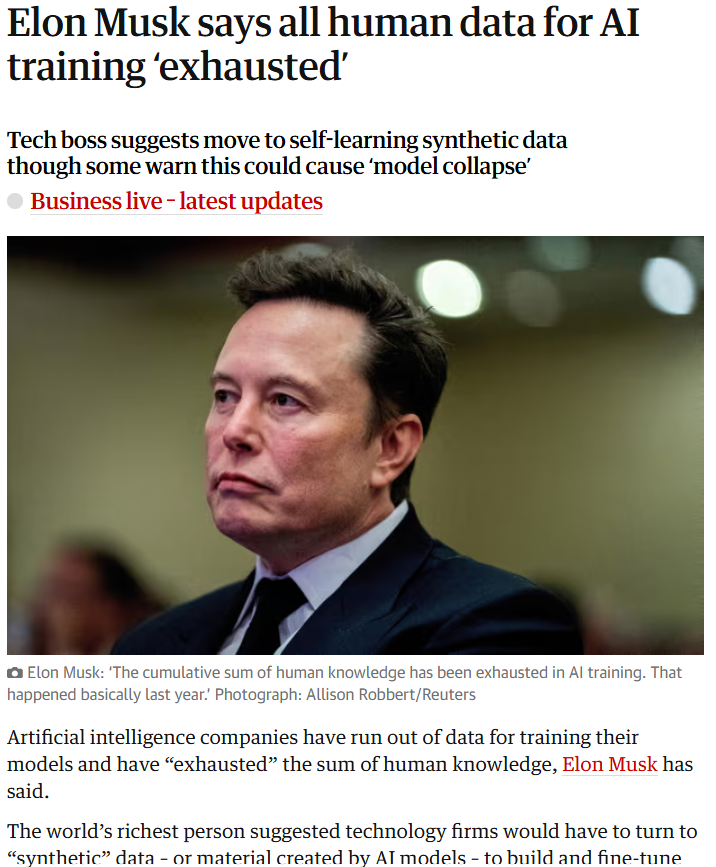 Elon Musk says all human data for AI
training ‘exhausted’
Tech boss suggests move to self-learning synthetic data
though some warn this could cause ‘model collapse’
Business live – latest updates
Elon Musk: ‘The cumulative sum of human knowledge has been exhausted in AI training. That
happened basically last year.’ Photograph: Allison Robbert/Reuters
Artificial intelligence companies have run out of data for training their
models and have “exhausted” the sum of human knowledge, Elon Musk has
said.
The world’s richest person suggested technology firms would have to turn to
“synthetic” data – or material created by AI models – to build and fine-tune